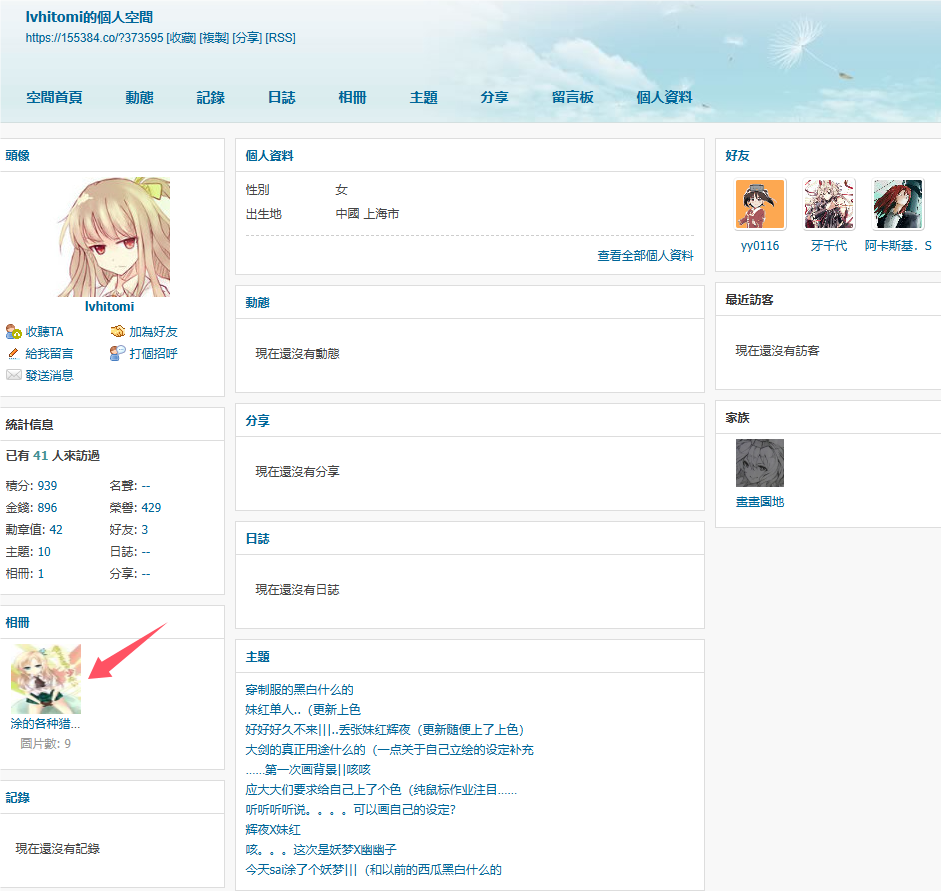 lvhitomi的個人空間
https://155384.co/?373595 [收藏] [複製] [分享] [RSS]
空間首頁 動態 記錄 日誌 相冊 主題 分享 留言板 個人資料
頭像
lvhitomi
收聽TA 加為好友
給我留言 打個招呼
發送消息
統計信息
已有 41 人來訪過
積分: 939 名聲: --
金錢: 896 榮譽: 429
勳章值: 42 好友: 3
主題: 10 日誌: --
相冊: 1 分享: --
相冊
涂的各种猎...
圖片數: 9
記錄
現在還沒有記錄
個人資料
性別 女
出生地 中國 上海市
查看全部個人資料
動態
現在還沒有動態
分享
現在還沒有分享
日誌
現在還沒有日誌
主題
穿制服的黑白什么的
妹红单人..（更新上色
好好好久不来|||..丢张妹红辉夜（更新随便上了上色）
大剑的真正用途什么的（一点关于自己立绘的设定补充
……第一次画背景||咳咳
应大大们要求给自己上了个色（纯鼠标作业注目……
听听听听说。。。。可以画自己的设定？
辉夜X妹红
咳。。。这次是妖梦X幽幽子
今天sai涂了个妖梦|||（和以前的西瓜黑白什么的
好友
yy0116 牙千代 阿卡斯基．S
最近訪客
現在還沒有訪客
家族
畫畫園地